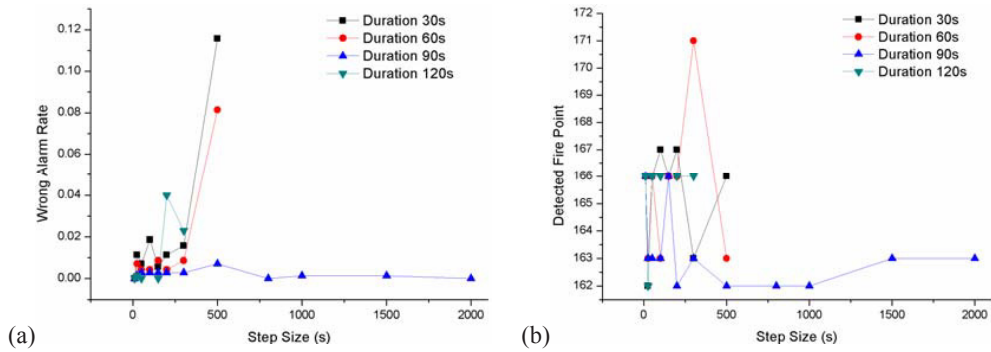 Duration 30s
Duration 60s
Duration 90s
Duration 120s
0.12
0.10
0.08
0.06
0.04
0.02
0.00
Wrong Alarm Rate
0
500
1000
1500
2000
Step Size (s)
(a)
Duration 30s
Duration 60s
Duration 90s
Duration 120s
172
171
170
169
168
167
166
165
164
163
162
Detected Fire Point
0
500
1000
1500
2000
Step Size (s)
(b)